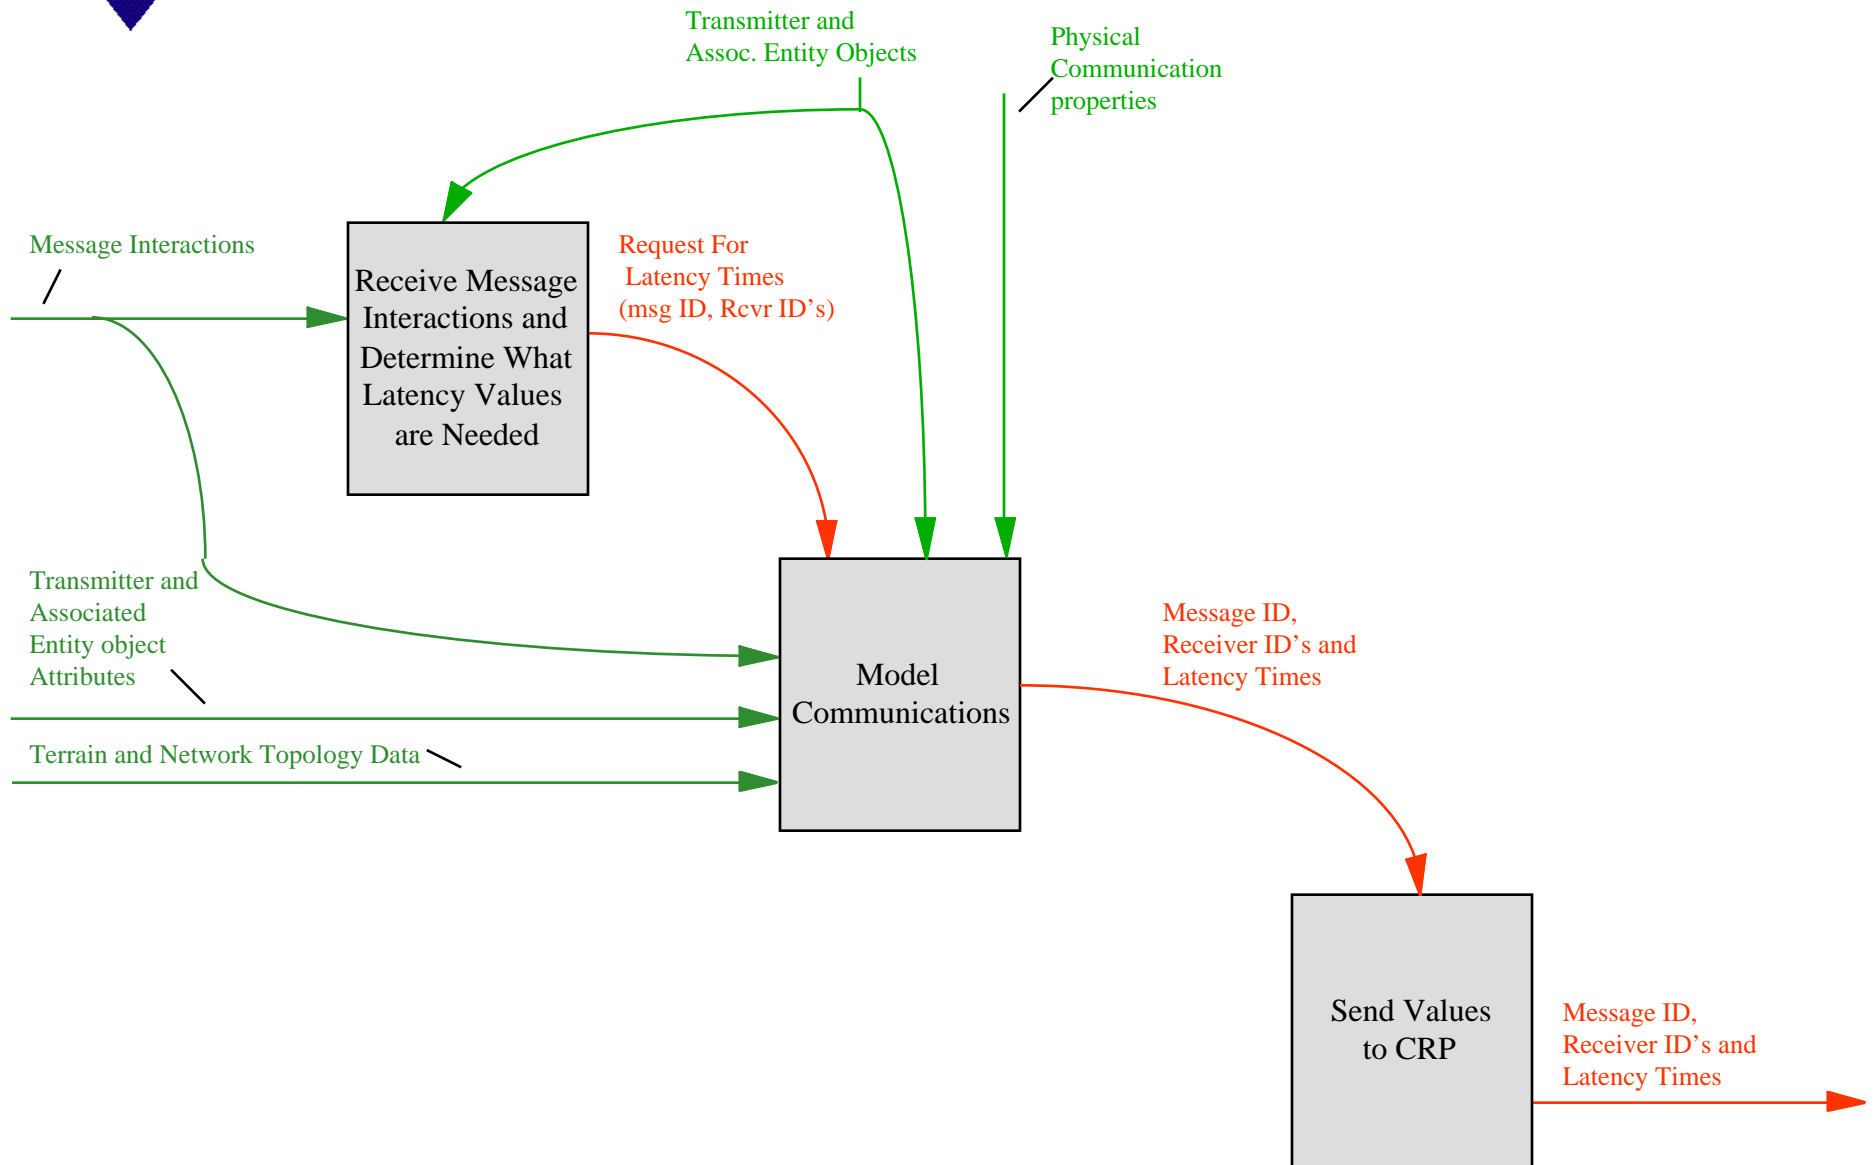 Transmitter and
Assoc. Entity Objects
Physical
Communication
properties
Message Interactions
Receive Message
Interactions and
Determine What
Latency Values
are Needed
Request For
Latency Times
(msg ID, Rcvr ID’s)
Transmitter and
Associated
Entity object
Attributes
Terrain and Network Topology Data
Model
Communications
Message ID,
Receiver ID’s and
Latency Times
Send Values
to CRP
Message ID,
Receiver ID’s and
Latency Times